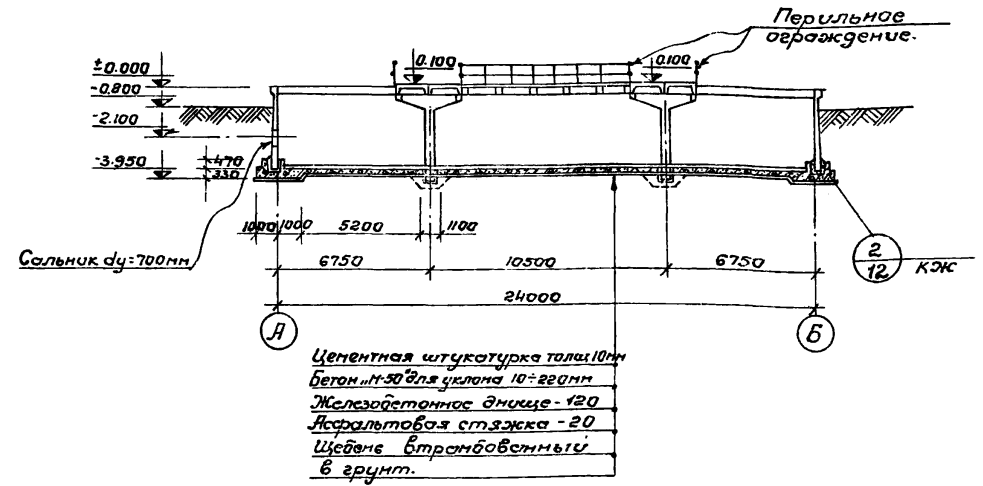 Перильное
ограждение.
0.100
0.100
±0.000
-0.800
-2.100
-3.950
470
330
1000
1000
5200
1100
Сальник dу=700мм
6750
10500
6750
2
12
КЖ
24000
А
Б
Цементная штукатурка толщ 10мм
Бетон „М-50" для уклона 10÷220мм
Железобетонное днище - 120
Асфальтовая стяжка - 20
Щебень втрамбованный
в грунт.